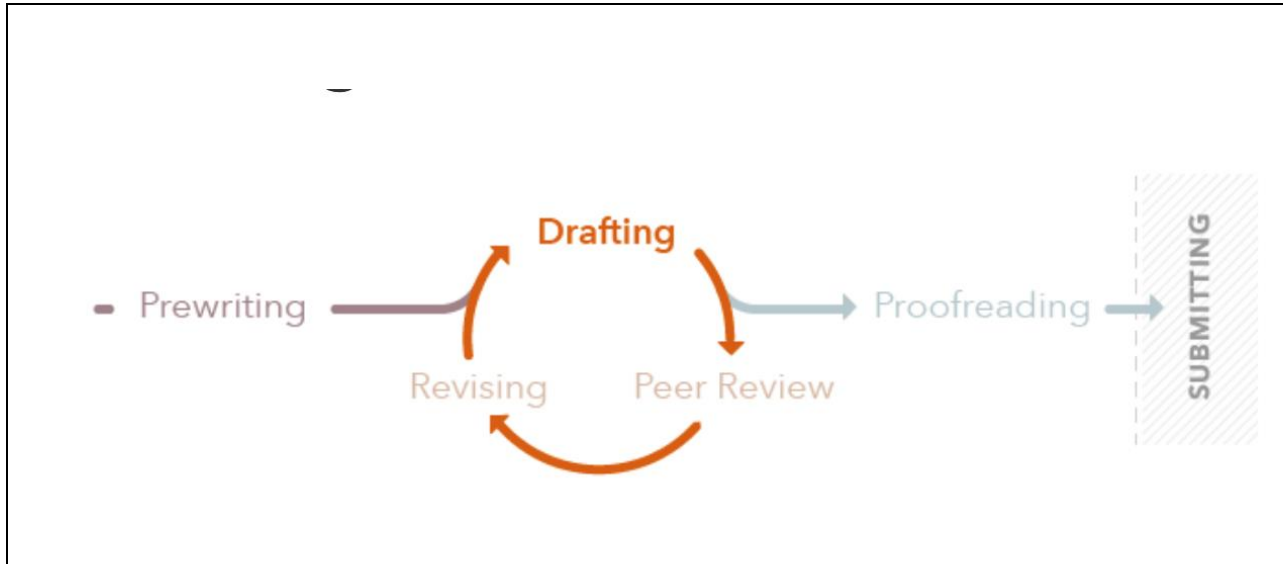 Drafting
Prewriting
Proofreading
SUBMITTING
Revising
Peer Review